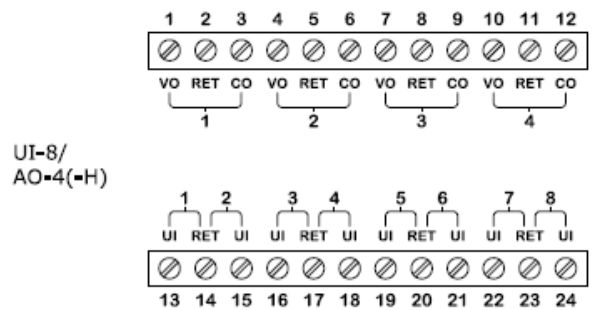 1 2 3 4 5 6 7 8 9 10 11 12
VO RET CO VO RET CO VO RET CO VO RET CO
1 2 3 4
UI-8/
AO-4(-H)
1 2 3 4 5 6 7 8
UI RET UI UI RET UI UI RET UI UI RET UI
13 14 15 16 17 18 19 20 21 22 23 24